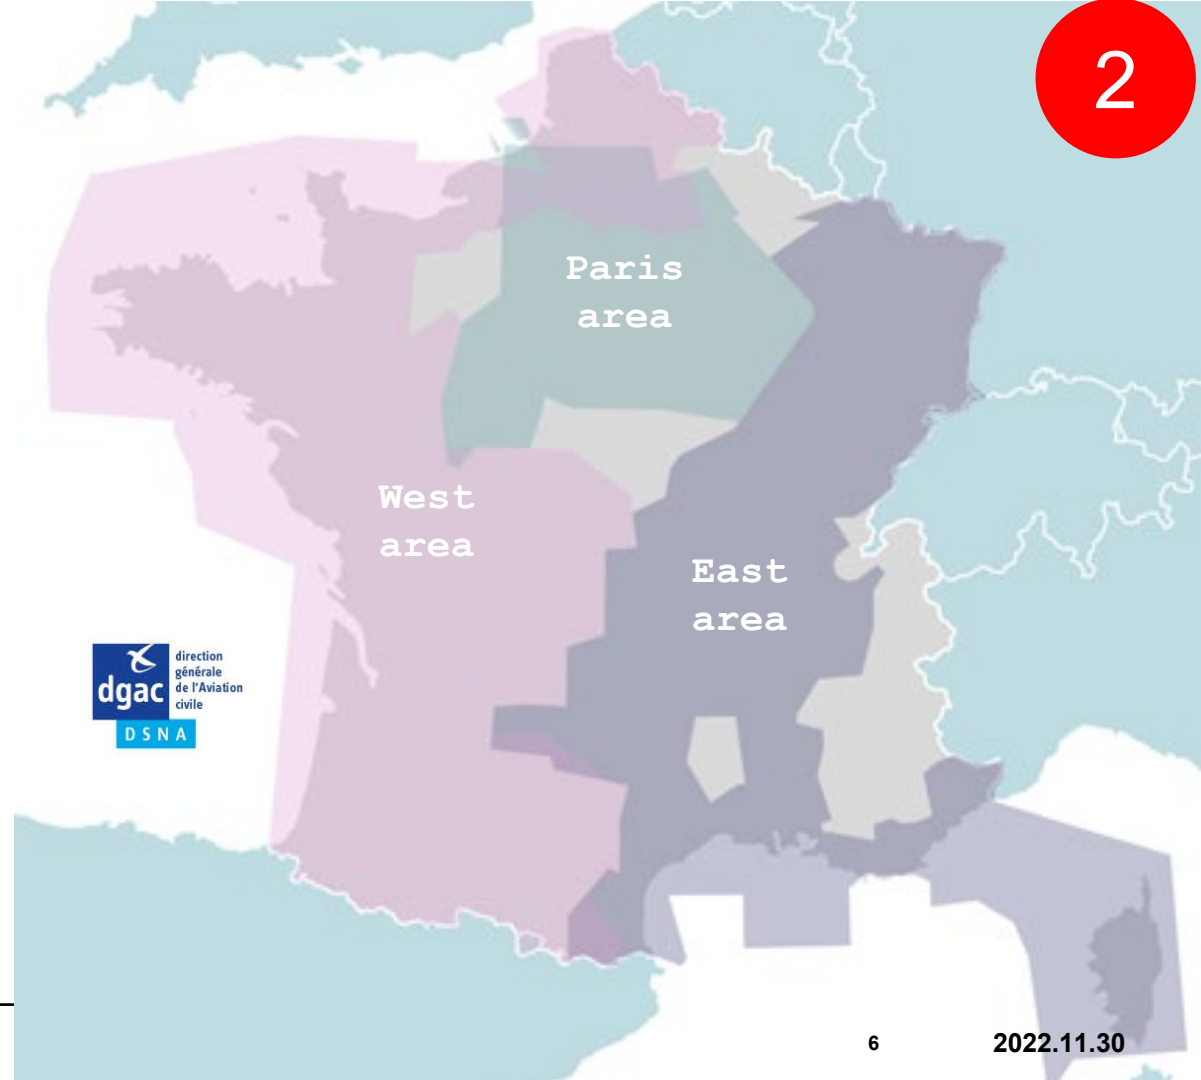 2
Paris
area
West
area
East
area
direction
générale
de l'Aviation
civile
dgac
DSNA
6
2022.11.30